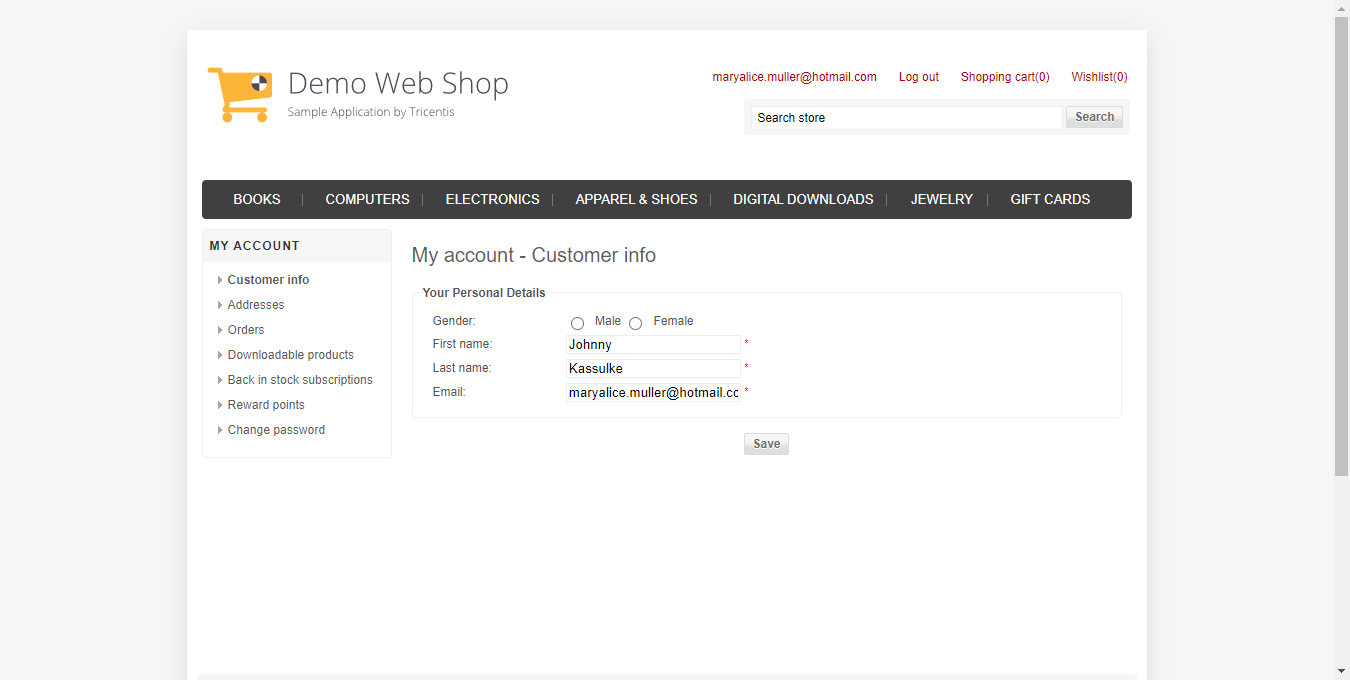 Demo Web Shop
Sample Application by Tricentis
maryalice.muller@hotmail.com Log out Shopping cart(0) Wishlist(0)
Search store Search
BOOKS COMPUTERS ELECTRONICS APPAREL & SHOES DIGITAL DOWNLOADS JEWELRY GIFT CARDS
MY ACCOUNT
Customer info
Addresses
Orders
Downloadable products
Back in stock subscriptions
Reward points
Change password
My account - Customer info
Your Personal Details
Gender: Male Female
First name: Johnny *
Last name: Kassulke *
Email: maryalice.muller@hotmail.co *
Save